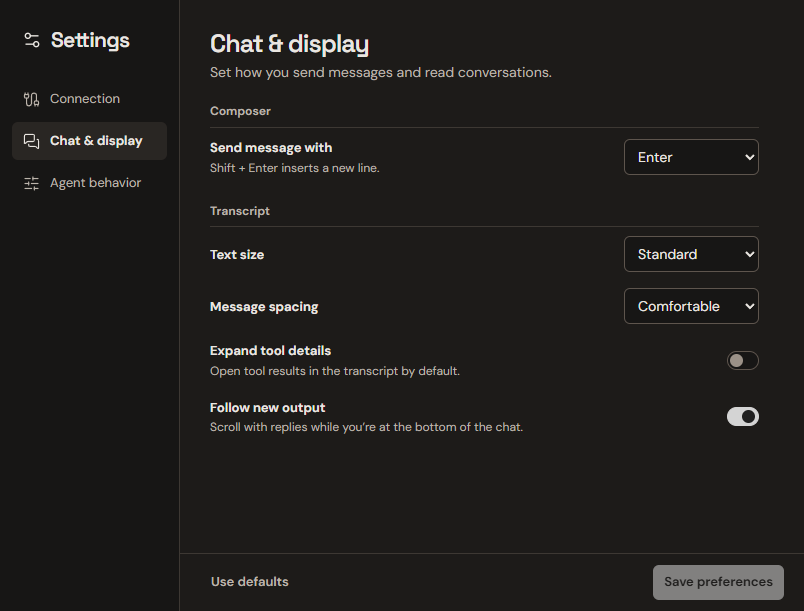 Settings
Connection
Chat & display
Agent behavior
Chat & display
Set how you send messages and read conversations.
Composer
Send message with
Shift + Enter inserts a new line.
Enter
Transcript
Text size
Standard
Message spacing
Comfortable
Expand tool details
Open tool results in the transcript by default.
Follow new output
Scroll with replies while you’re at the bottom of the chat.
Use defaults
Save preferences